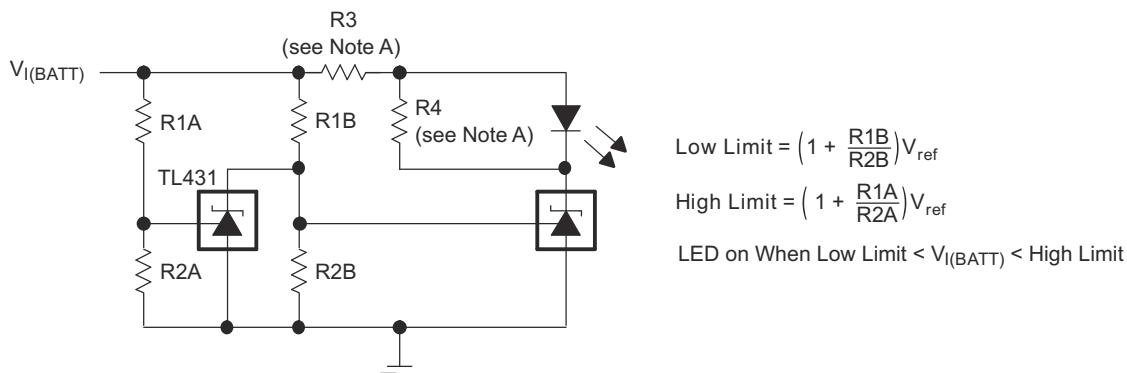 R3
(see Note A)
V_I(BATT)
R1A
R1B
R4
(see Note A)
TL431
R2A
R2B
Low Limit = (1 + R1B/R2B)V_ref
High Limit = (1 + R1A/R2A)V_ref
LED on When Low Limit < V_I(BATT) < High Limit